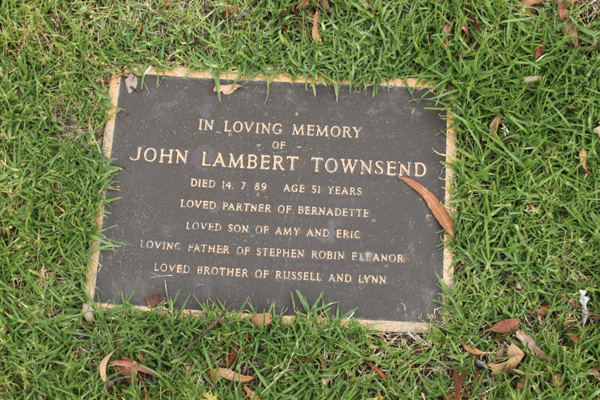 IN LOVING MEMORY
- OF -
JOHN LAMBERT TOWNSEND
DIED 14. 7. 89 AGE 51 YEARS
LOVED PARTNER OF BERNADETTE
LOVED SON OF AMY AND ERIC
LOVING FATHER OF STEPHEN ROBIN ELEANOR
LOVED BROTHER OF RUSSELL AND LYNN